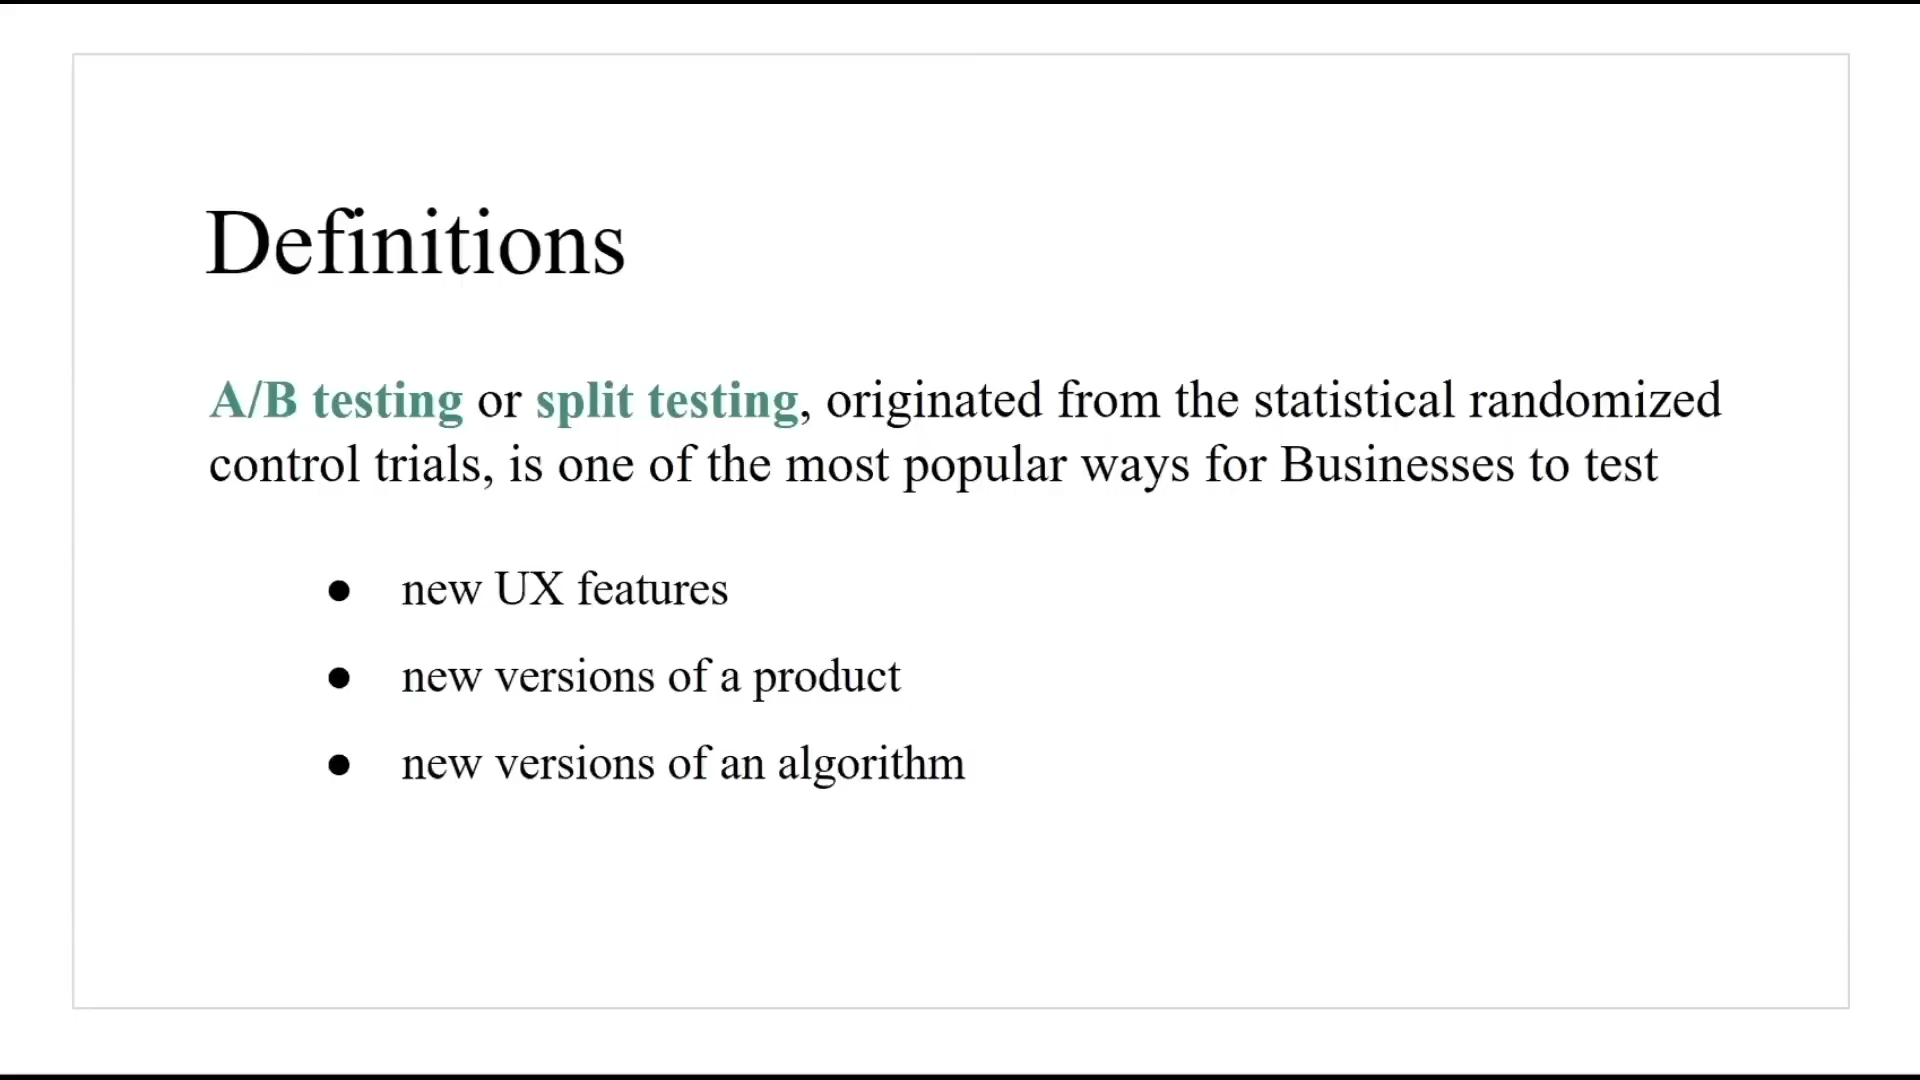 Definitions
A/B testing or split testing, originated from the statistical randomized
control trials, is one of the most popular ways for Businesses to test
● new UX features
● new versions of a product
● new versions of an algorithm